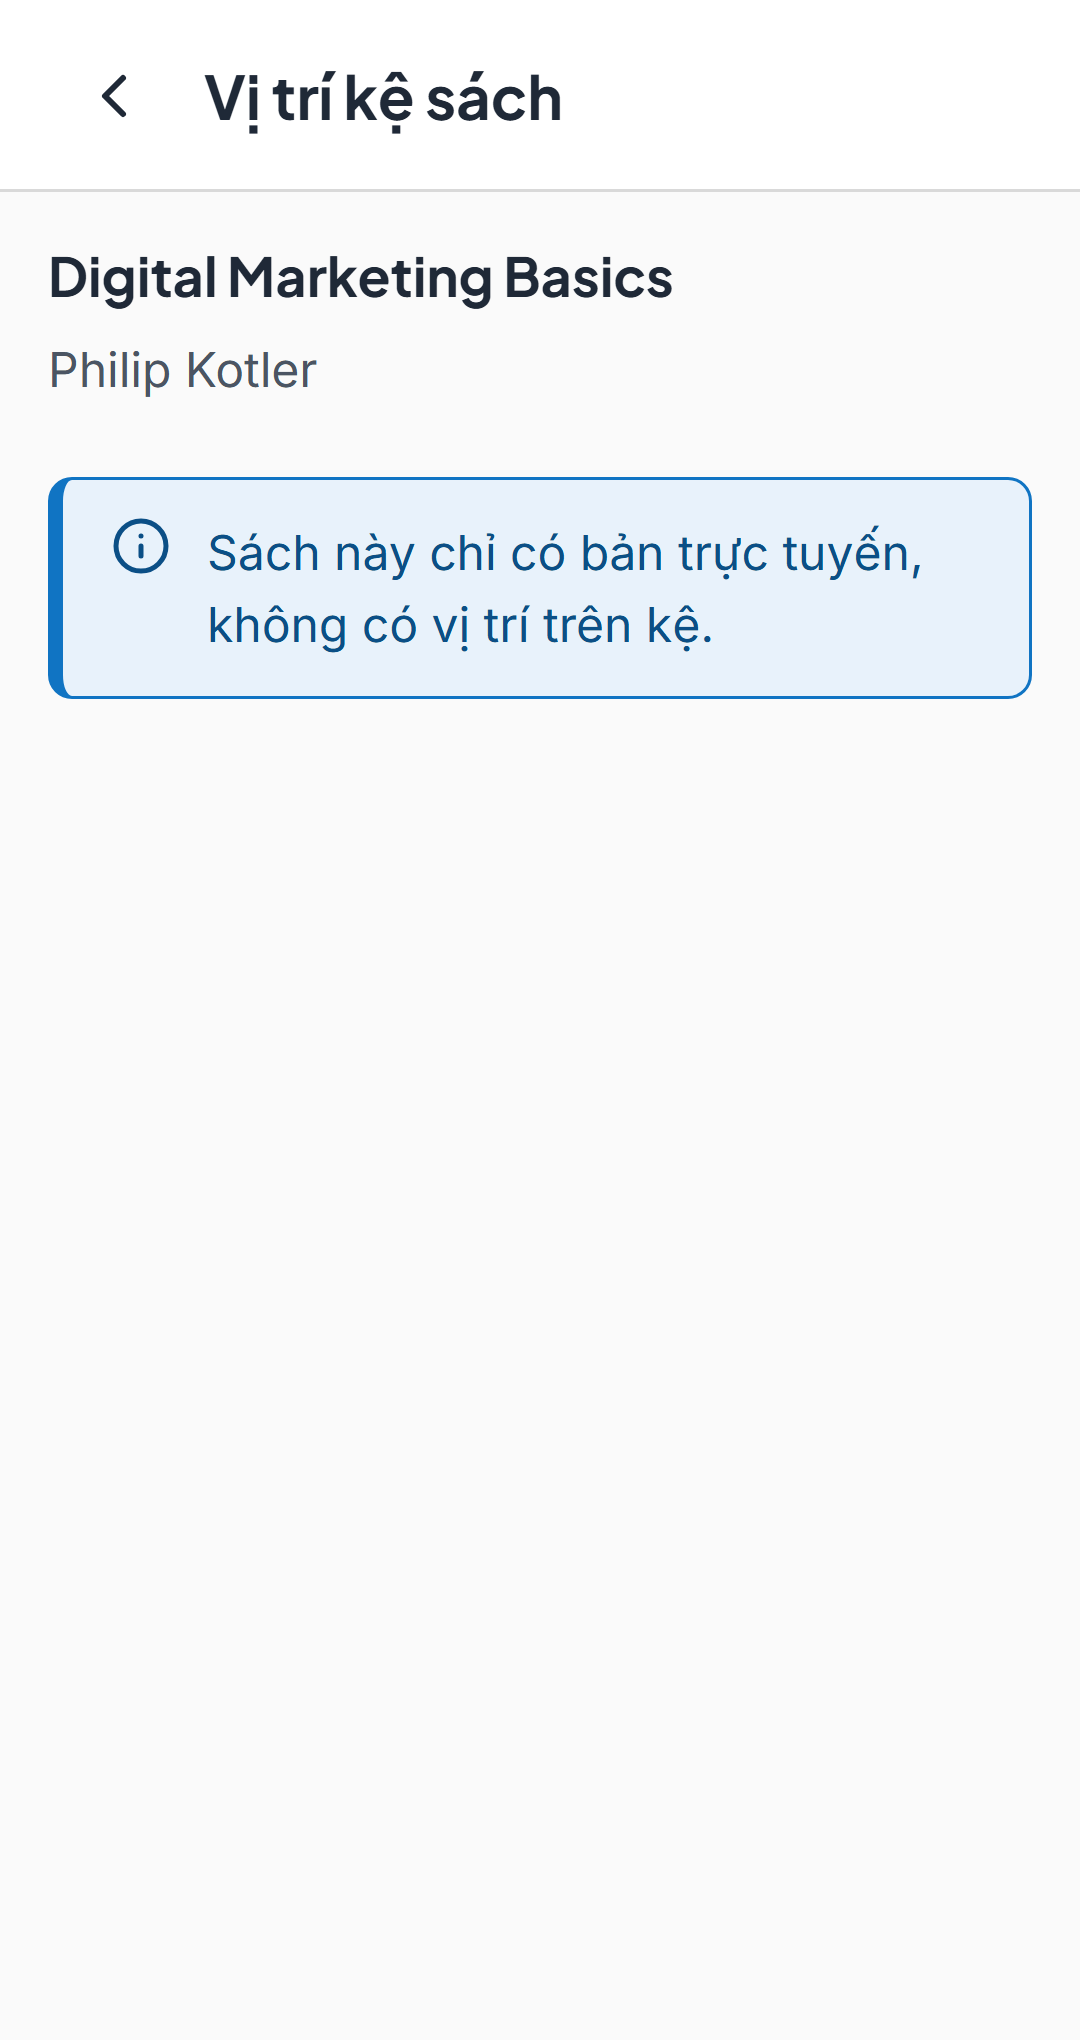 Vị trí kệ sách
Digital Marketing Basics
Philip Kotler
Sách này chỉ có bản trực tuyến,
không có vị trí trên kệ.